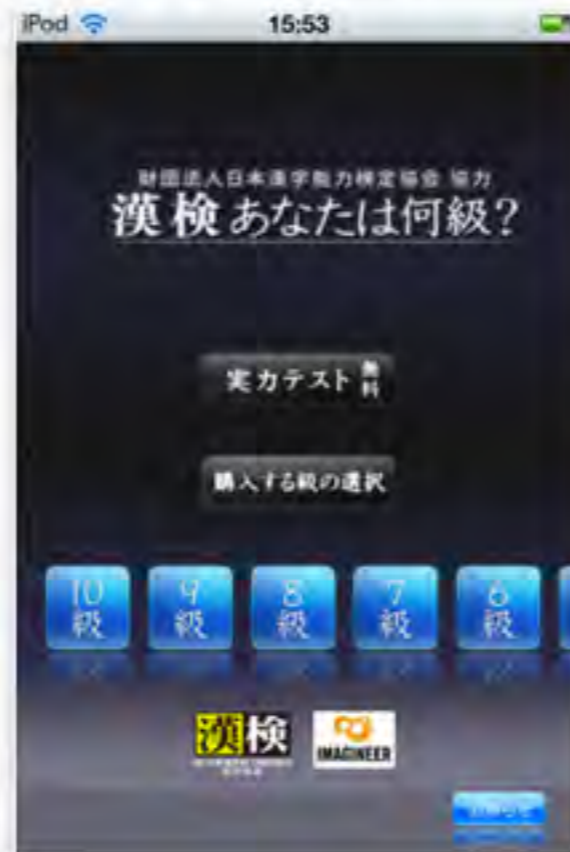 iPod 15:53
財団法人日本漢字能力検定協会 協力
漢検 あなたは何級?
実力テスト 無料
購入する級の選択
10級 9級 8級 7級 6級
漢検 IMAGINEER